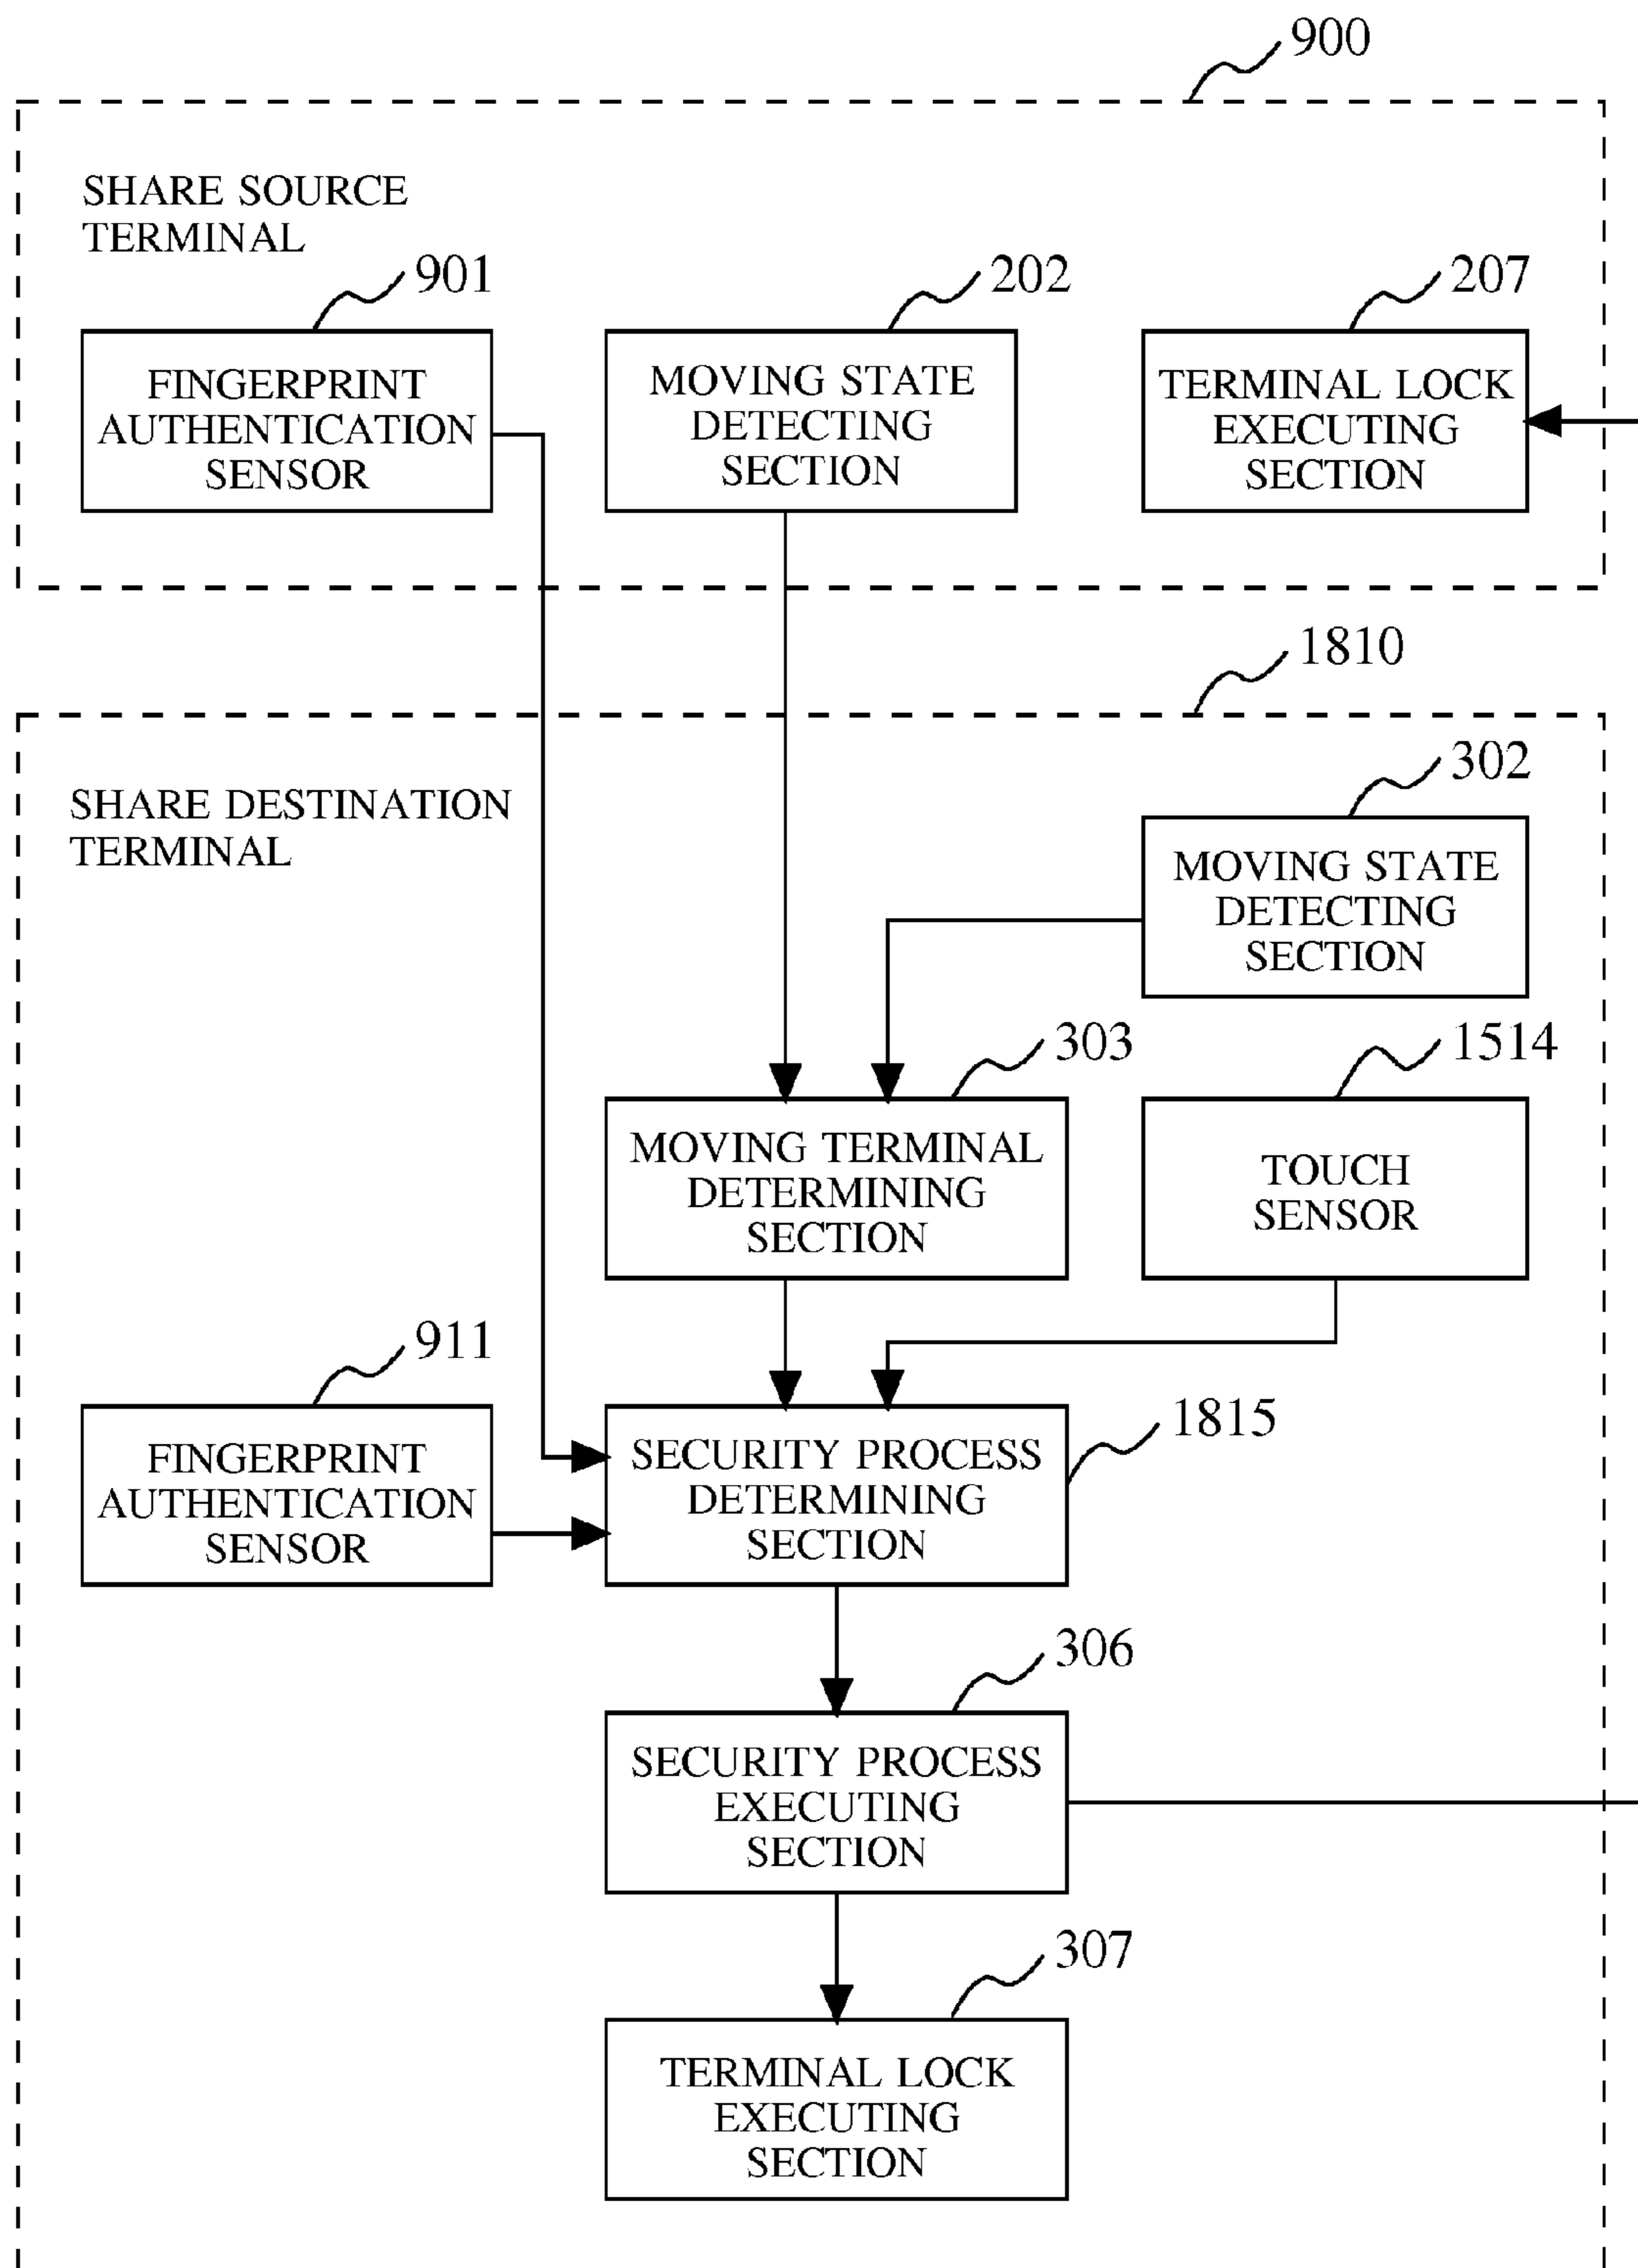 900
SHARE SOURCE
TERMINAL
901
202
207
FINGERPRINT
AUTHENTICATION
SENSOR
MOVING STATE
DETECTING
SECTION
TERMINAL LOCK
EXECUTING
SECTION
1810
SHARE DESTINATION
TERMINAL
302
MOVING STATE
DETECTING
SECTION
303
1514
MOVING TERMINAL
DETERMINING
SECTION
TOUCH
SENSOR
911
1815
FINGERPRINT
AUTHENTICATION
SENSOR
SECURITY PROCESS
DETERMINING
SECTION
306
SECURITY PROCESS
EXECUTING
SECTION
307
TERMINAL LOCK
EXECUTING
SECTION